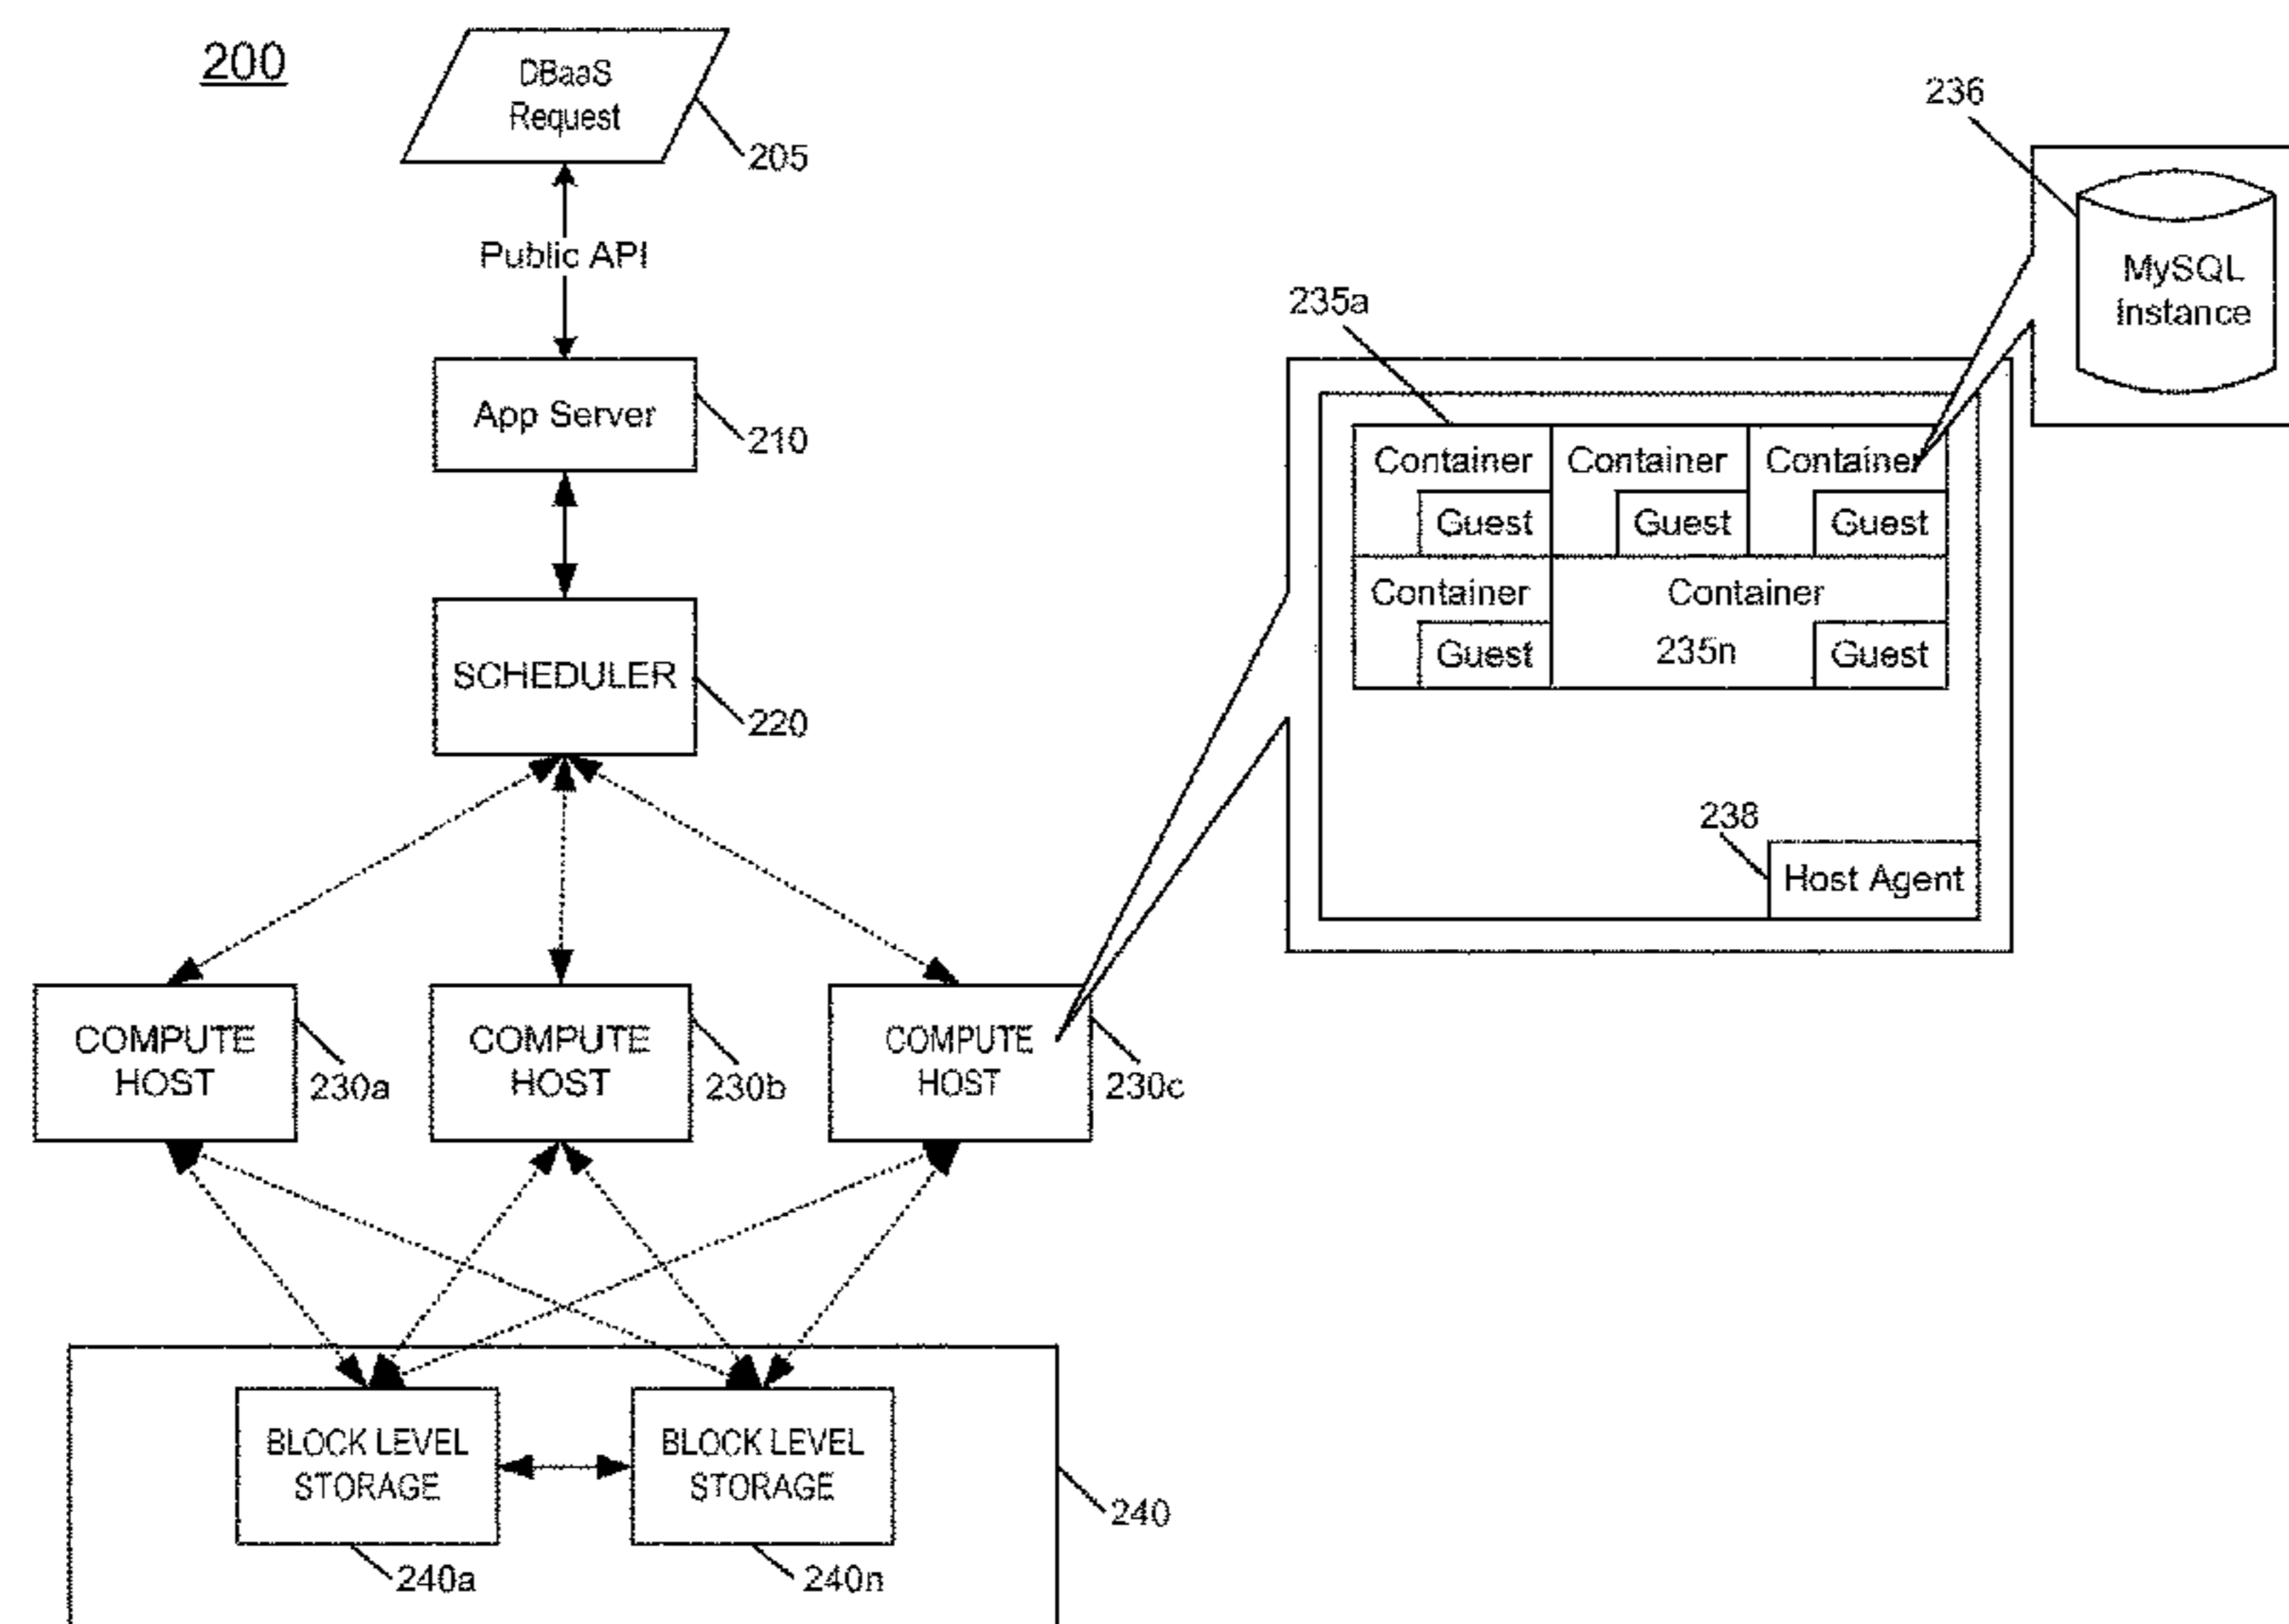 200
DBaaS
Request
205
236
Public API
MySQL
Instance
235a
App Server
210
Container Container Container
Guest Guest Guest
Container Container
Guest 235n Guest
SCHEDULER
220
238
Host Agent
COMPUTE
HOST
230a
COMPUTE
HOST
230b
COMPUTE
HOST
230c
BLOCK LEVEL
STORAGE
BLOCK LEVEL
STORAGE
240
240a
240n